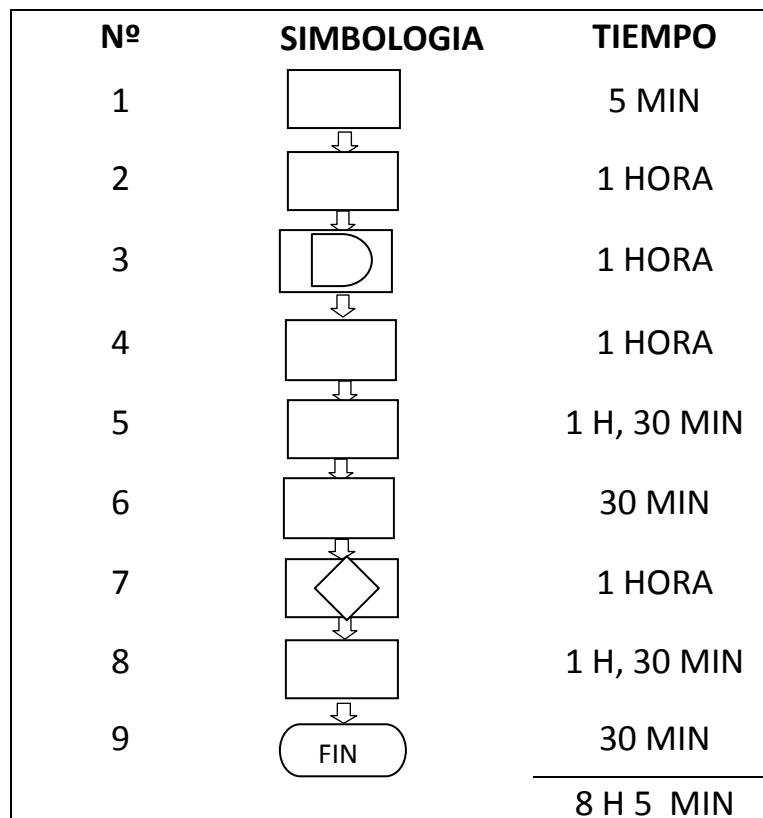 Nº SIMBOLOGIA TIEMPO
1 5 MIN
2 1 HORA
3 1 HORA
4 1 HORA
5 1 H, 30 MIN
6 30 MIN
7 1 HORA
8 1 H, 30 MIN
9 FIN 30 MIN
8 H 5 MIN